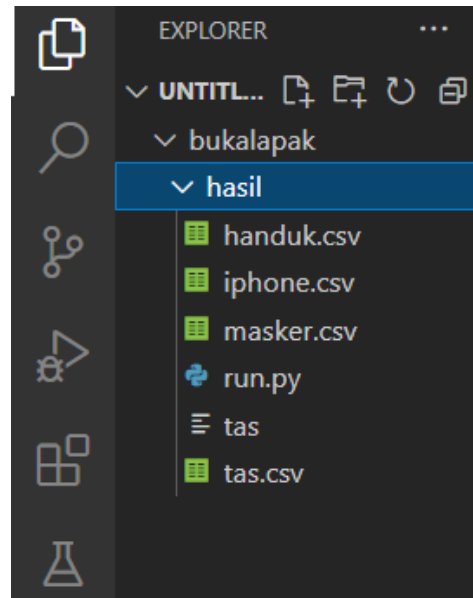 EXPLORER ...
UNTITL...
bukalapak
hasil
handuk.csv
iphone.csv
masker.csv
run.py
tas
tas.csv